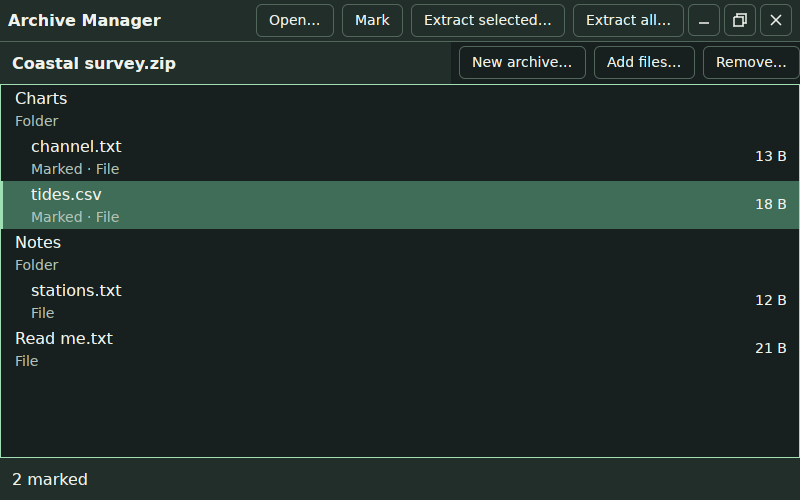 Archive Manager
Open... Mark Extract selected... Extract all...
Coastal survey.zip
New archive... Add files... Remove...
Charts
Folder
channel.txt
Marked · File
13 B
tides.csv
Marked · File
18 B
Notes
Folder
stations.txt
File
12 B
Read me.txt
File
21 B
2 marked